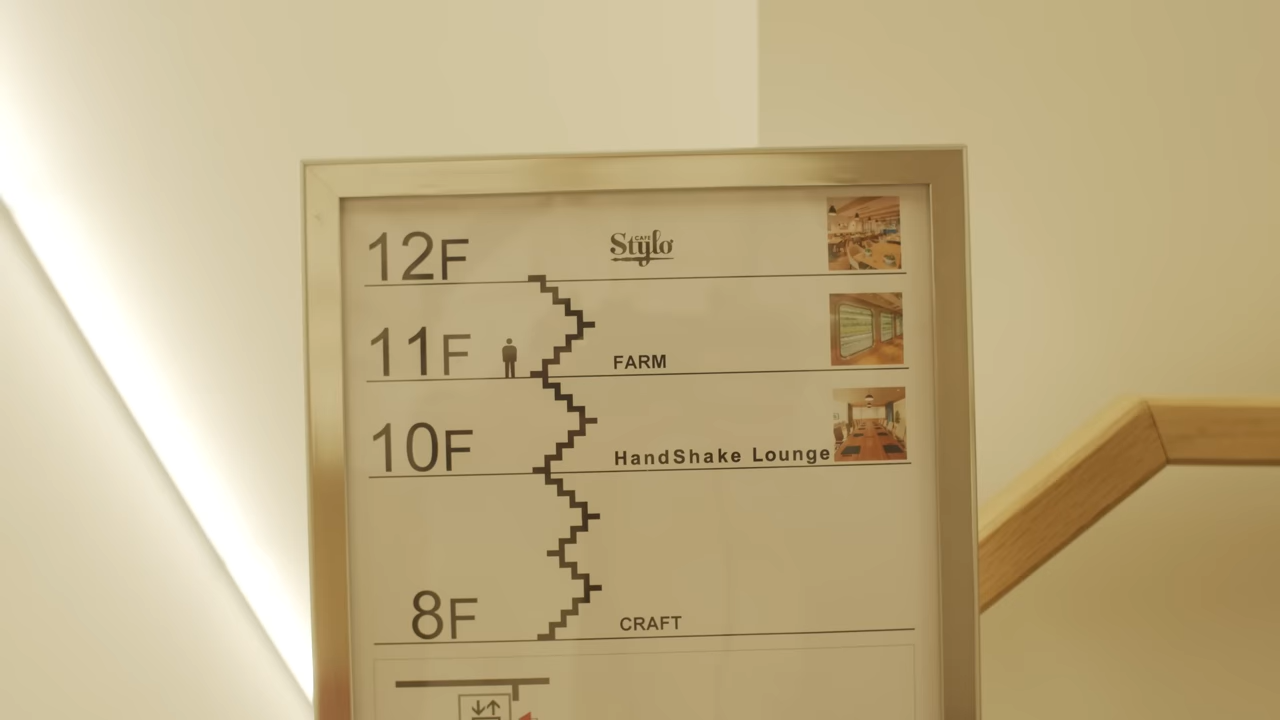 12F
CAFE
Stylo
11F
FARM
10F
HandShake Lounge
8F
CRAFT